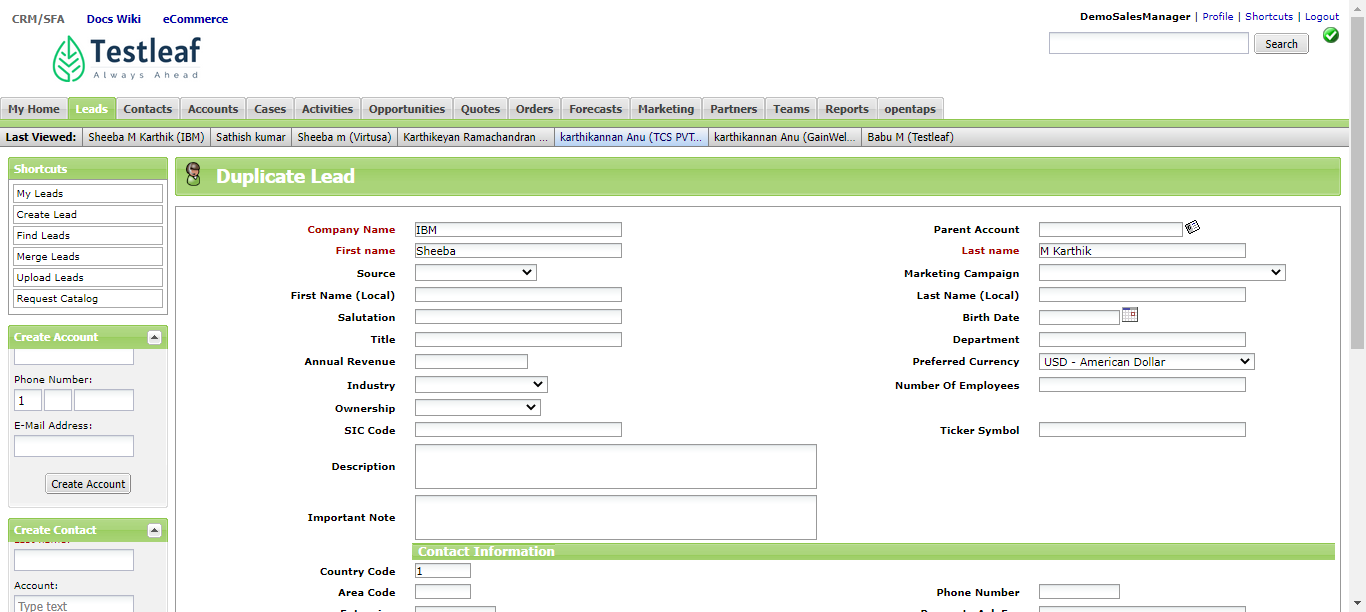 CRM/SFA Docs Wiki eCommerce
DemoSalesManager | Profile | Shortcuts | Logout
Testleaf
Always Ahead
Search
My Home Leads Contacts Accounts Cases Activities Opportunities Quotes Orders Forecasts Marketing Partners Teams Reports opentaps
Last Viewed: Sheeba M Karthik (IBM) Sathish kumar Sheeba m (Virtusa) Karthikeyan Ramachandran ... karthikannan Anu (TCS PVT... karthikannan Anu (GainWel... Babu M (Testleaf)
Shortcuts
My Leads
Create Lead
Find Leads
Merge Leads
Upload Leads
Request Catalog
Create Account
Phone Number:
1
E-Mail Address:
Create Account
Create Contact
Account:
Type text
Duplicate Lead
Company Name IBM Parent Account
First name Sheeba Last name M Karthik
Source Marketing Campaign
First Name (Local) Last Name (Local)
Salutation Birth Date
Title Department
Annual Revenue Preferred Currency USD - American Dollar
Industry Number Of Employees
Ownership
SIC Code Ticker Symbol
Description
Important Note
Contact Information
Country Code 1
Area Code Phone Number